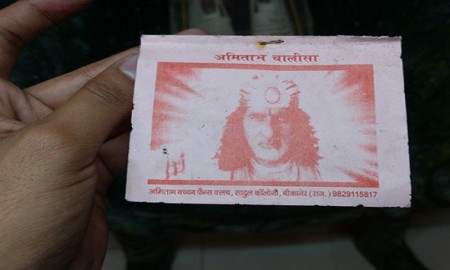 अमिताभ चालीसा
अमिताभ बच्चन फैन्स क्लब, सादुल कॉलोनी, बीकानेर (राज.) 9829115817